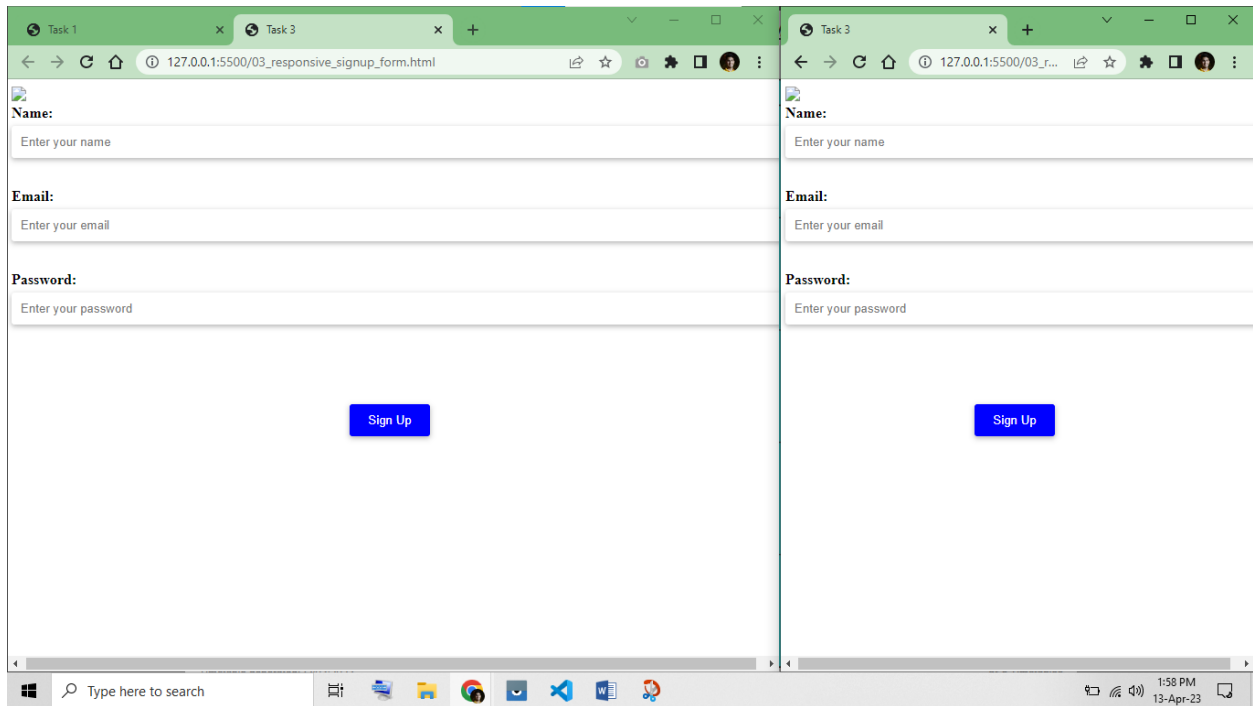 Task 1
Task 3
127.0.0.1:5500/03_responsive_signup_form.html
Name:
Enter your name
Email:
Enter your email
Password:
Enter your password
Sign Up
Task 3
127.0.0.1:5500/03_r...
Name:
Enter your name
Email:
Enter your email
Password:
Enter your password
Sign Up
Type here to search
1:58 PM
13-Apr-23